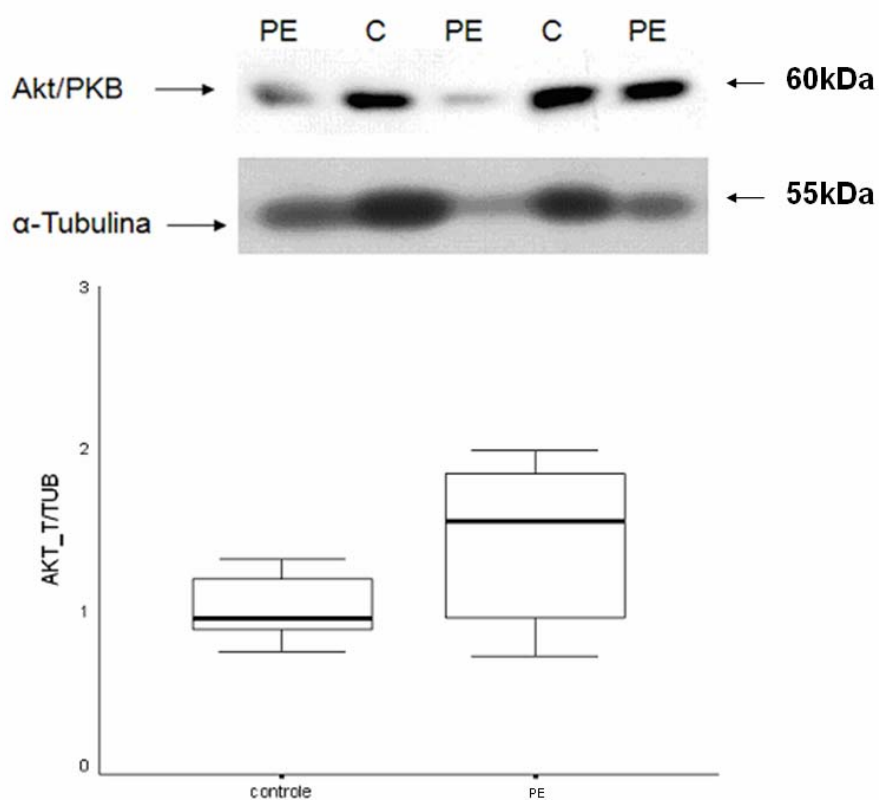 PE C PE C PE
Akt/PKB
60kDa
α-Tubulina
55kDa
3
2
1
0
AKT_T/TUB
controle
PE